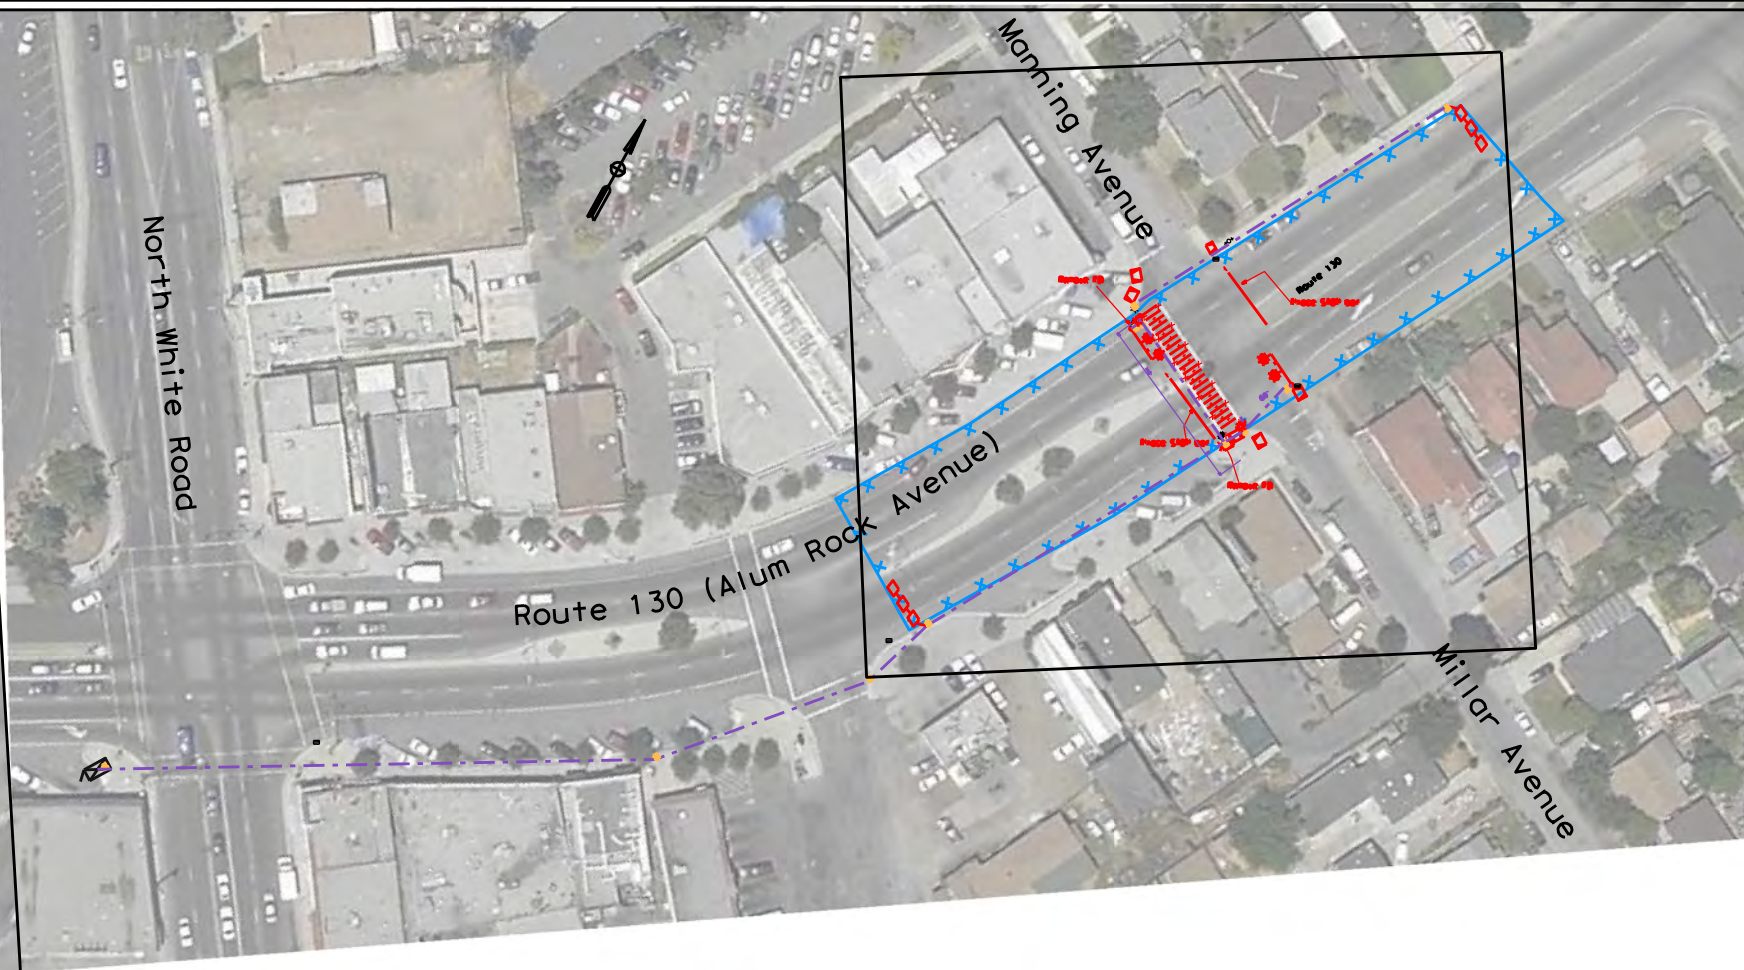 Manning Avenue
North White Road
Route 130
Route 130 (Alum Rock Avenue)
Millar Avenue